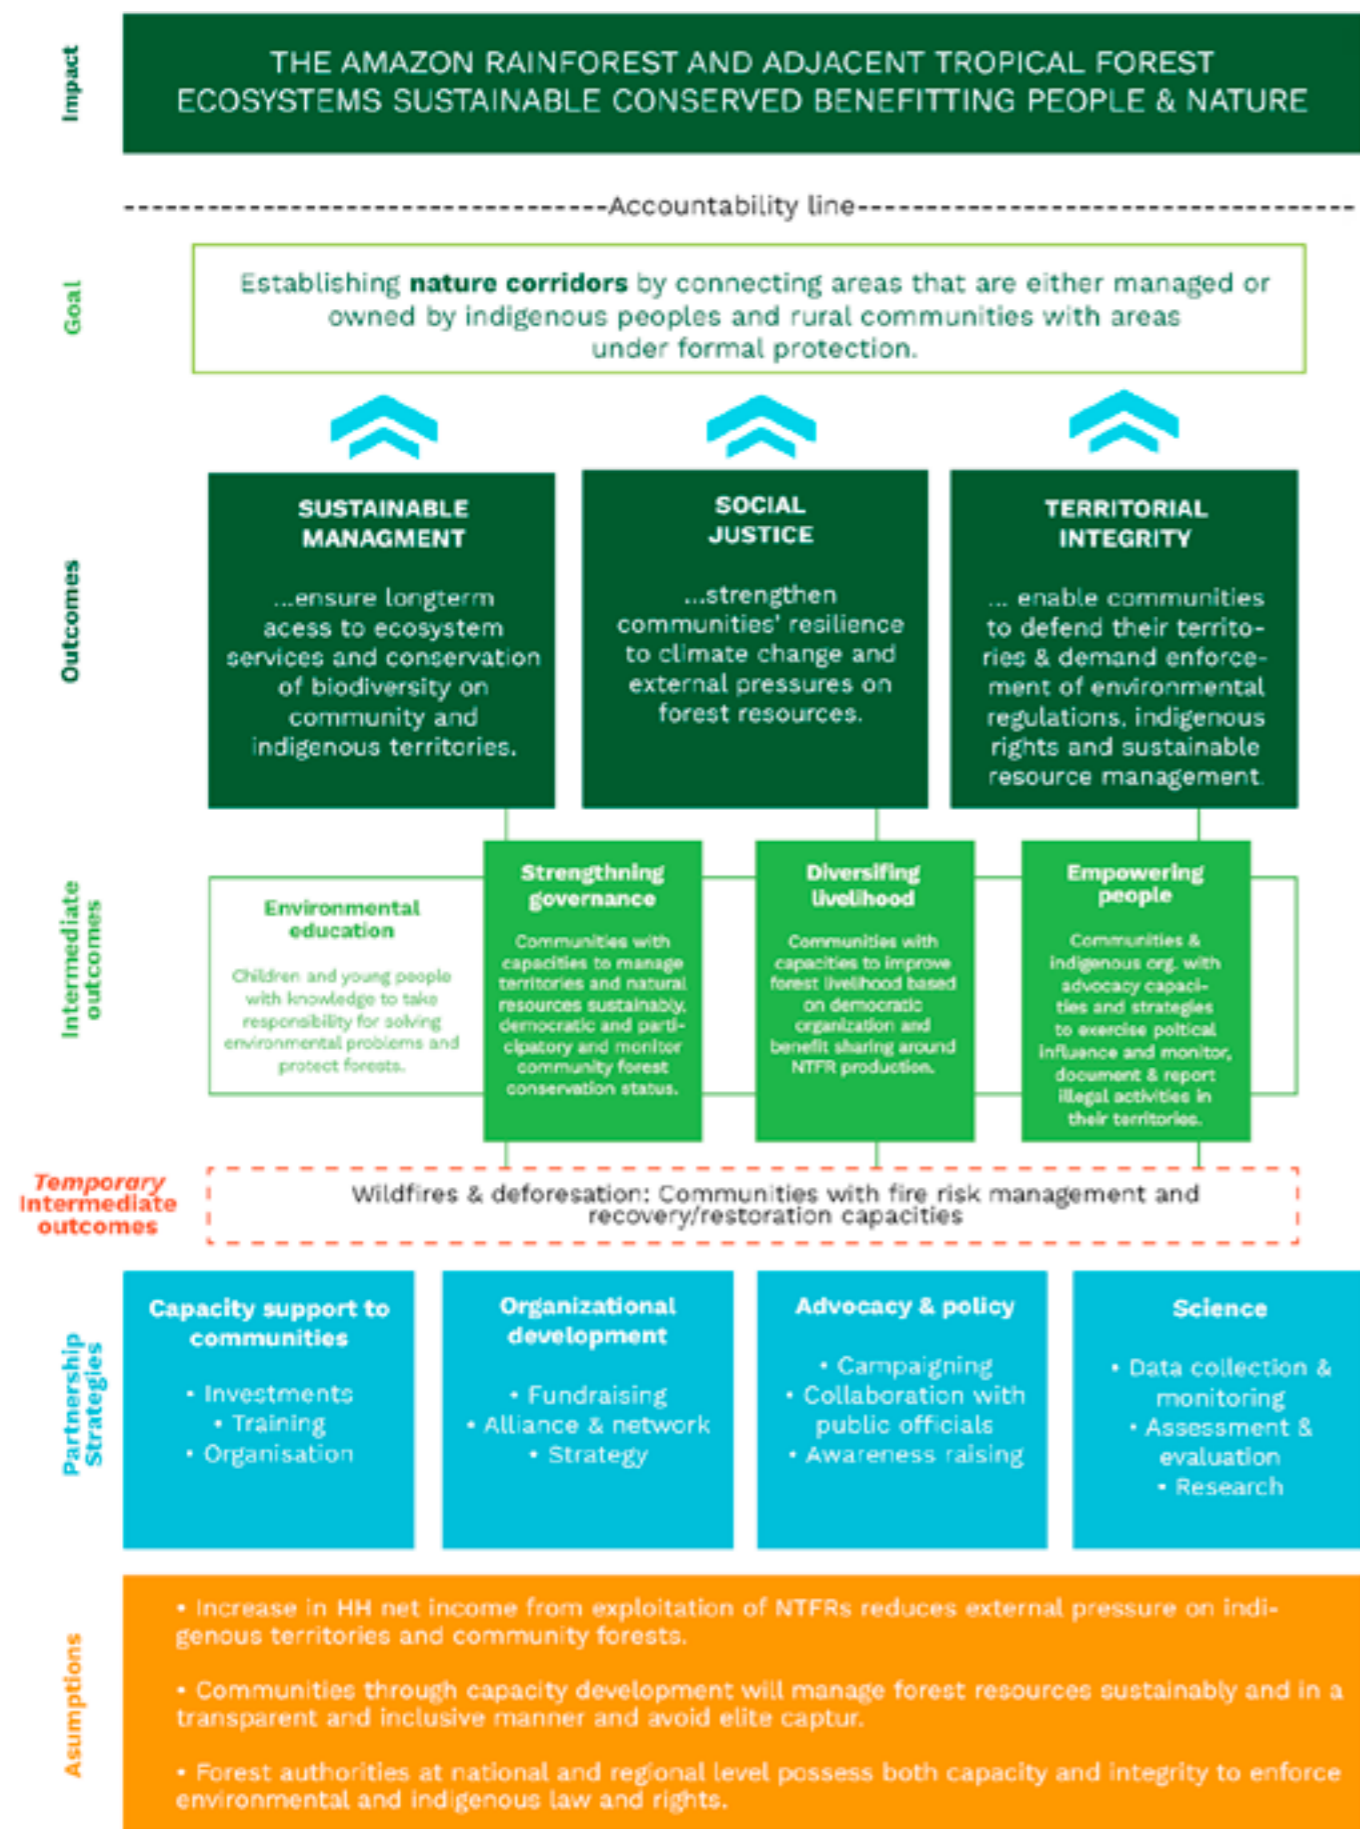 Impact
THE AMAZON RAINFOREST AND ADJACENT TROPICAL FOREST
ECOSYSTEMS SUSTAINABLE CONSERVED BENEFITTING PEOPLE & NATURE
Accountability line
Goal
Establishing nature corridors by connecting areas that are either managed or
owned by indigenous peoples and rural communities with areas
under formal protection.
Outcomes
SUSTAINABLE
MANAGMENT
...ensure longterm
acess to ecosystem
services and conservation
of biodiversity on
community and
indigenous territories.
SOCIAL
JUSTICE
...strengthen
communities' resilience
to climate change and
external pressures on
forest resources.
TERRITORIAL
INTEGRITY
... enable communities
to defend their territo-
ries & demand enforce-
ment of environmental
regulations, indigenous
rights and sustainable
resource management.
Intermediate
outcomes
Environmental
education
Children and young people
with knowledge to take
responsibility for solving
environmental problems and
protect forests.
Strengthning
governance
Communities with
capacities to manage
territories and natural
resources sustainably,
democratic and parti-
cipatory and monitor
community forest
conservation status.
Diversifing
livelihood
Communities with
capacities to improve
forest livelihood based
on democratic
organization and
benefit sharing around
NTFR production.
Empowering
people
Communities &
indigenous org. with
advocacy capaci-
ties and strategies
to exercise poltical
influence and monitor,
document & report
illegal activities in
their territories.
Temporary
Intermediate
outcomes
Wildfires & deforesation: Communities with fire risk management and
recovery/restoration capacities
Partnership
Strategies
Capacity support to
communities
• Investments
• Training
• Organisation
Organizational
development
• Fundraising
• Alliance & network
• Strategy
Advocacy & policy
• Campaigning
• Collaboration with
public officials
• Awareness raising
Science
• Data collection &
monitoring
• Assessment &
evaluation
• Research
Asumptions
• Increase in HH net income from exploitation of NTFRs reduces external pressure on indi-
genous territories and community forests.
• Communities through capacity development will manage forest resources sustainably and in a
transparent and inclusive manner and avoid elite captur.
• Forest authorities at national and regional level possess both capacity and integrity to enforce
environmental and indigenous law and rights.